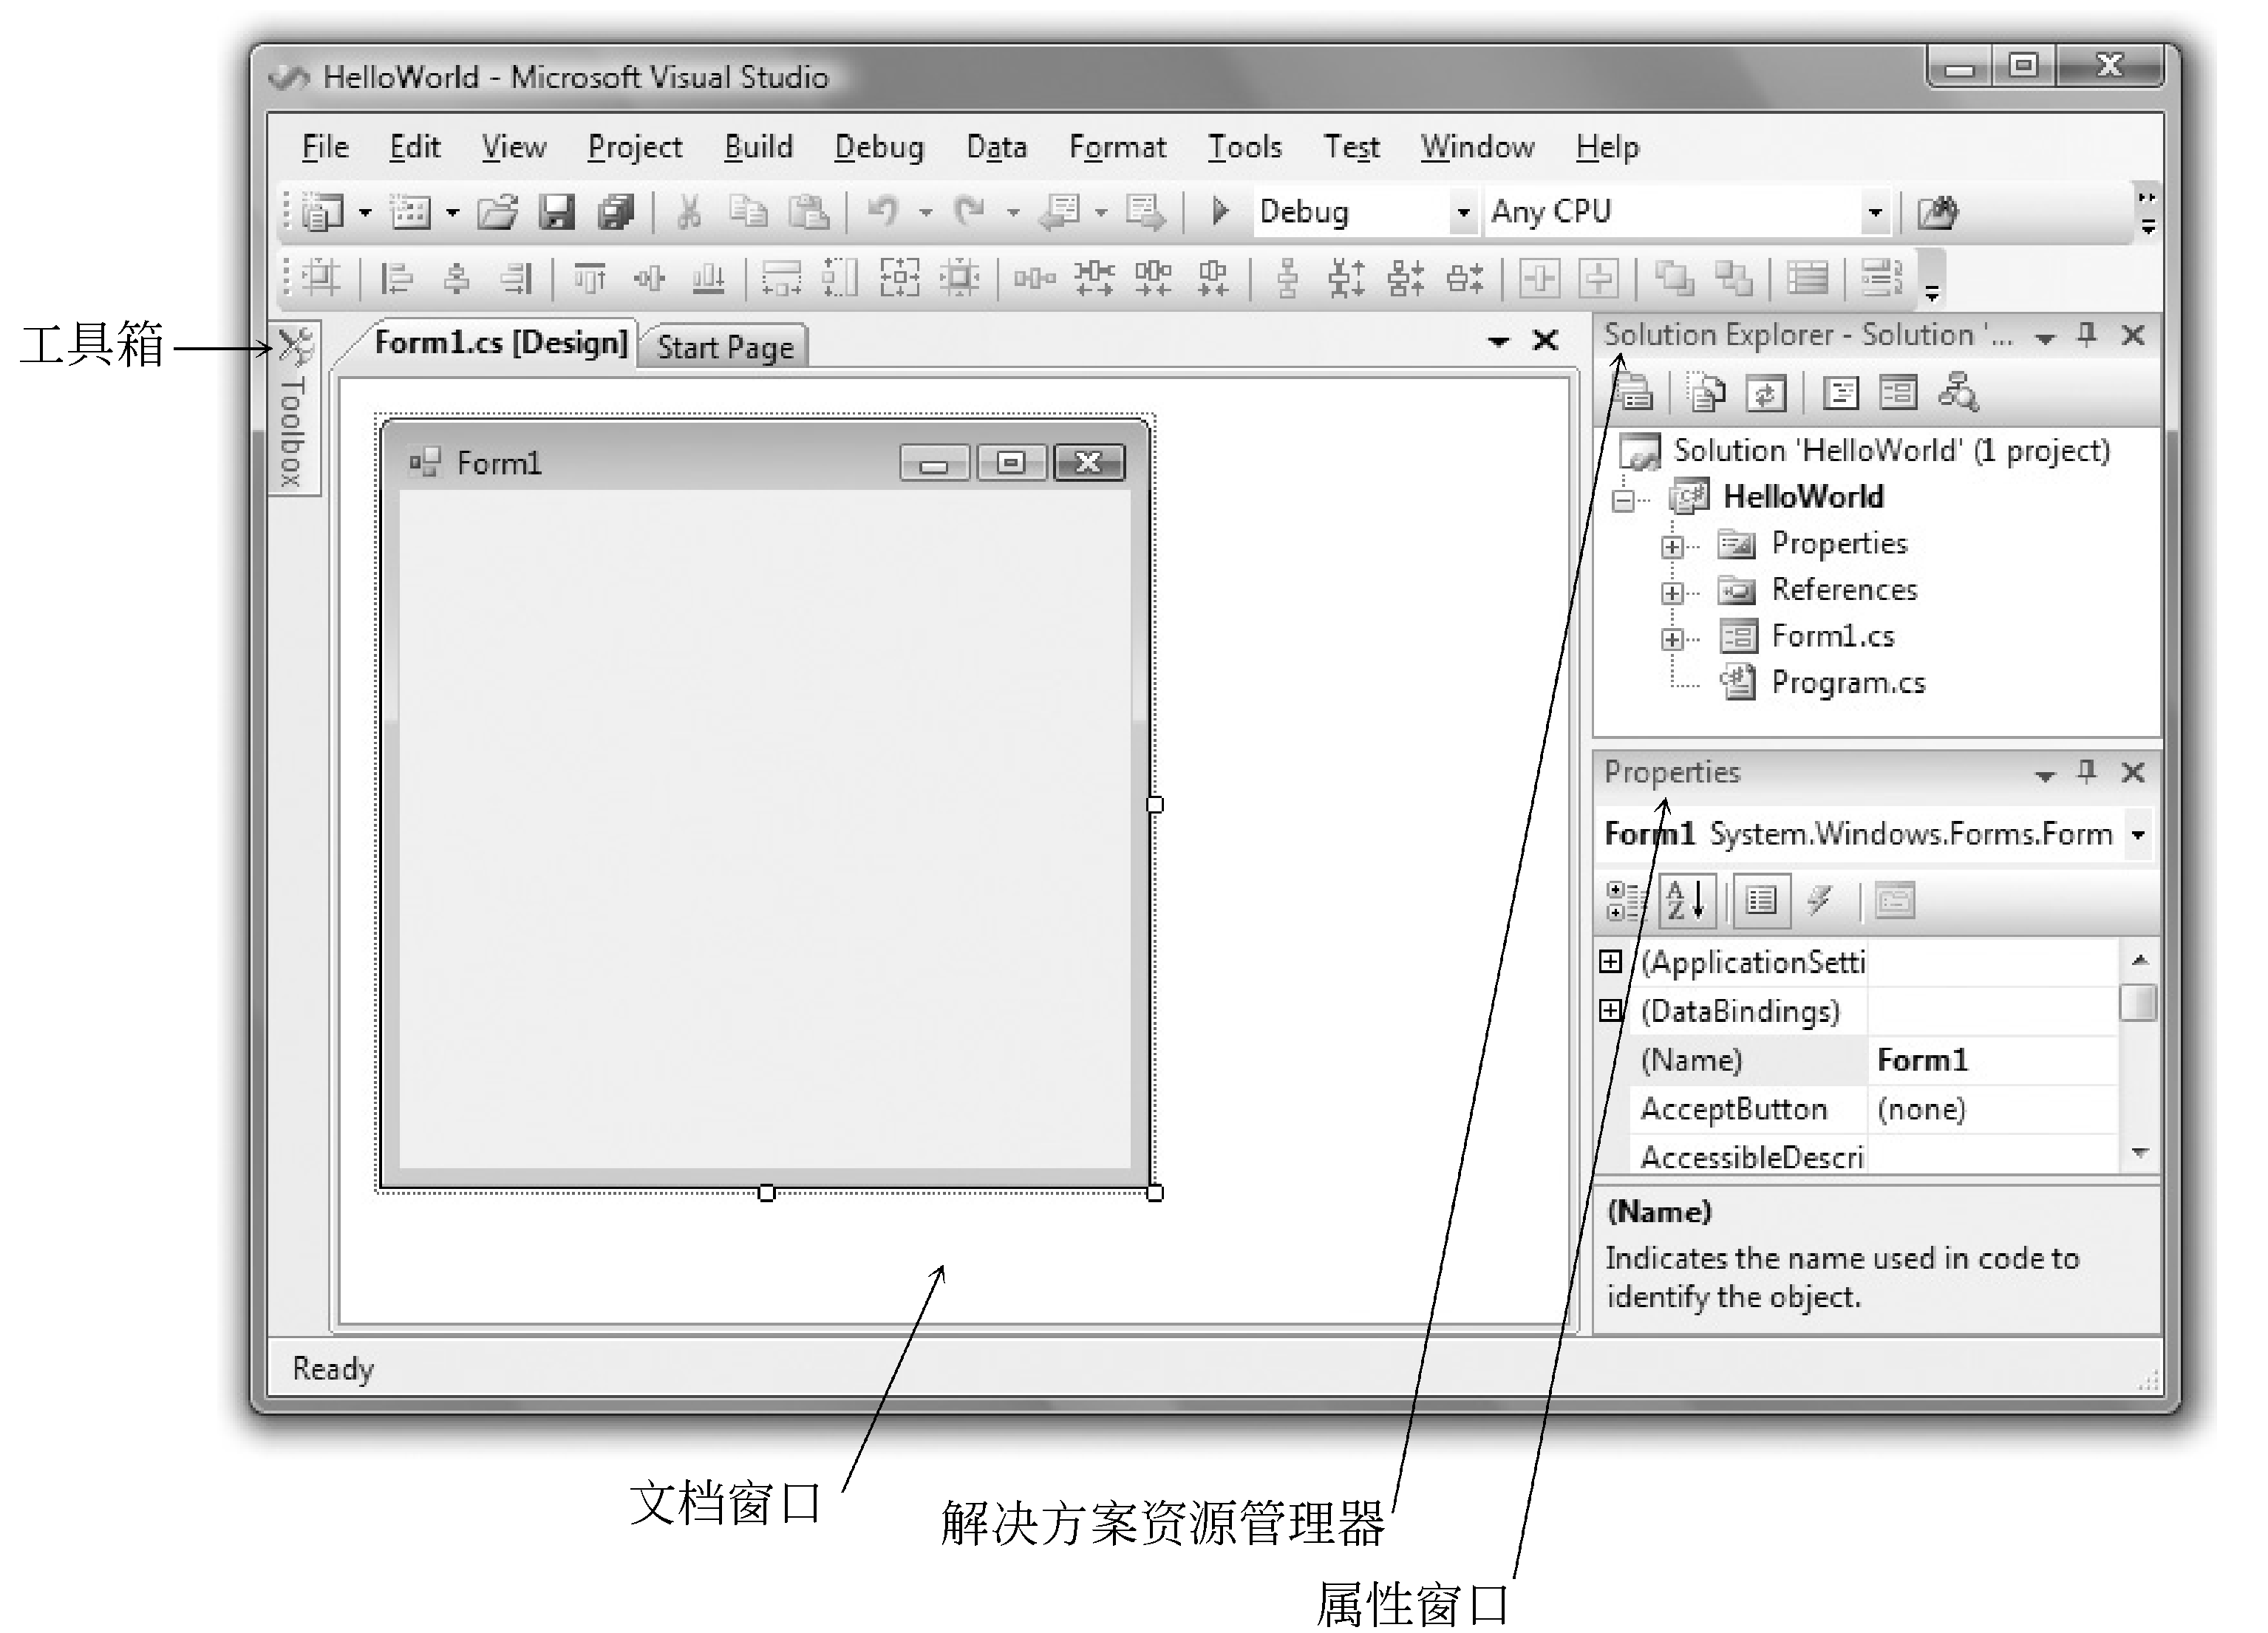 HelloWorld - Microsoft Visual Studio
File Edit View Project Build Debug Data Format Tools Test Window Help
Debug Any CPU
工具箱
Toolbox
Form1.cs [Design] Start Page
Form1
Solution Explorer - Solution '...
Solution 'HelloWorld' (1 project)
HelloWorld
Properties
References
Form1.cs
Program.cs
Properties
Form1 System.Windows.Forms.Form
(ApplicationSetti
(DataBindings)
(Name) Form1
AcceptButton (none)
AccessibleDescri
(Name)
Indicates the name used in code to
identify the object.
Ready
文档窗口
解决方案资源管理器
属性窗口